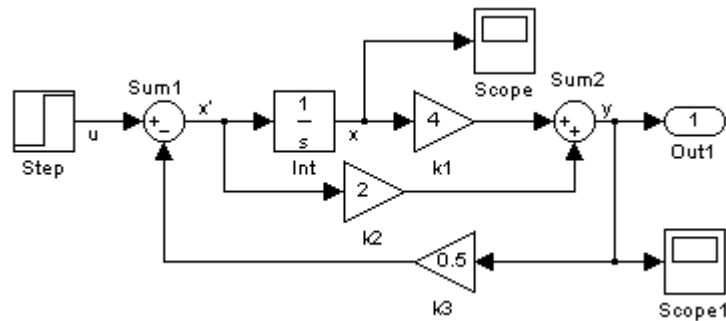 Step
u
Sum1
+
−
x'
1
s
Int
x
Scope
4
k1
2
k2
Sum2
+
+
y
1
Out1
0.5
k3
Scope1